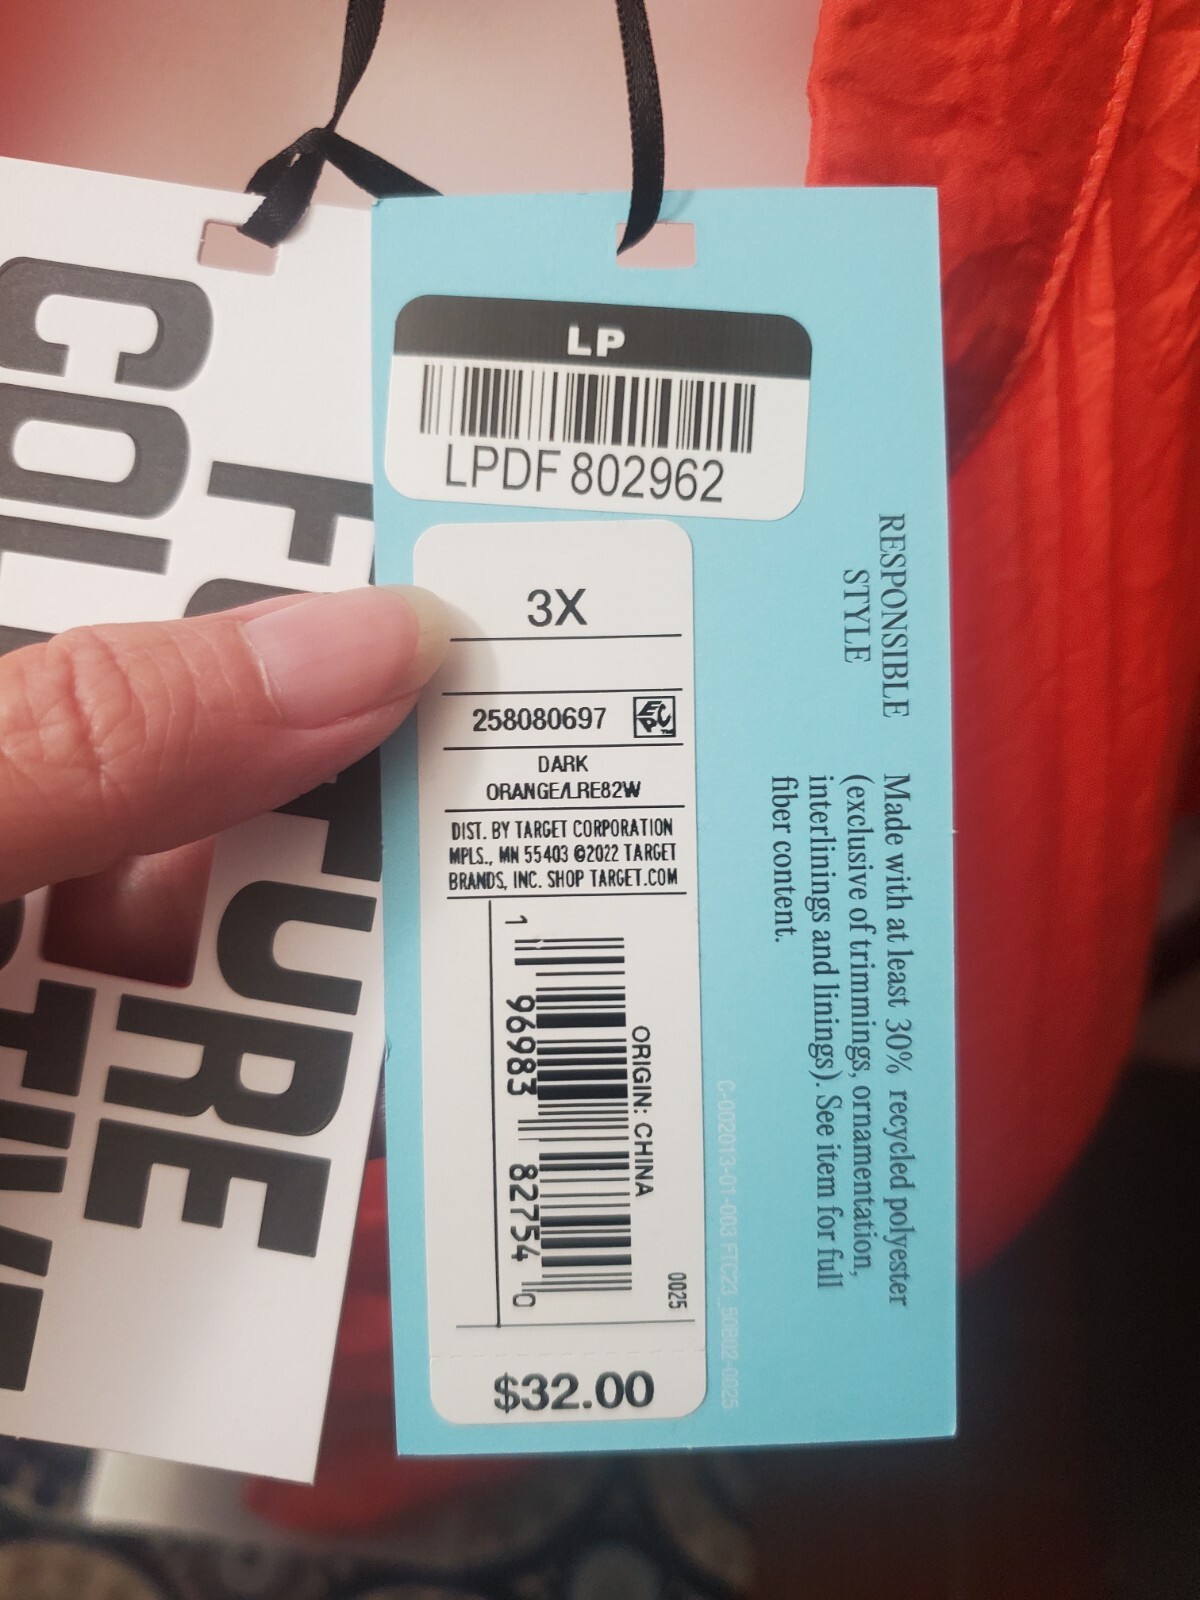 FUTURE
COL
LP
LPDF 802962
3X
258080697
DARK
ORANGE/LRE82W
DIST. BY TARGET CORPORATION
MPLS., MN 55403 ©2022 TARGET
BRANDS, INC. SHOP TARGET.COM
ORIGIN: CHINA
1 96983 82754 0
0025
$32.00
RESPONSIBLE
STYLE
Made with at least 30% recycled polyester
(exclusive of trimmings, ornamentation,
interlinings and linings). See item for full
fiber content.